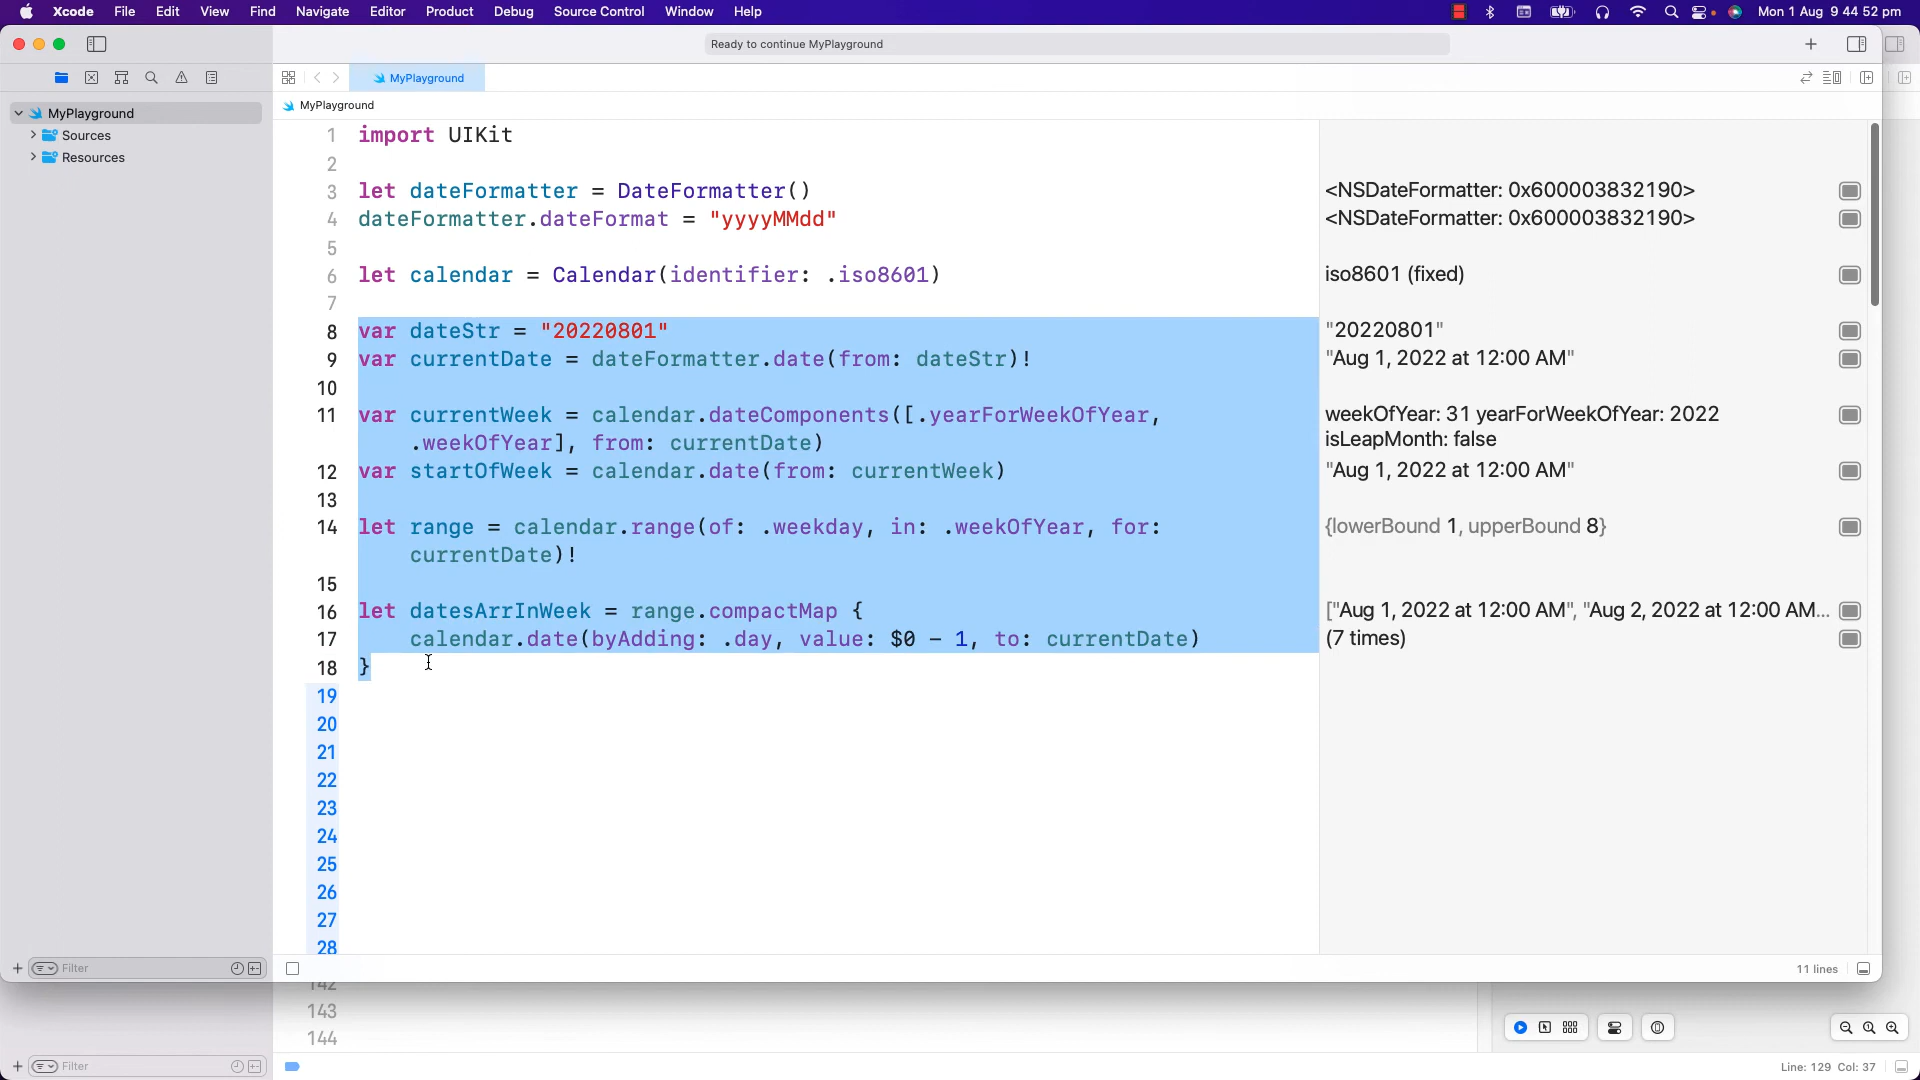 Xcode File Edit View Find Navigate Editor Product Debug Source Control Window Help Mon 1 Aug 9 44 52 pm
Ready to continue MyPlayground
MyPlayground
MyPlayground
MyPlayground
Sources
Resources
1 import UIKit
2
3 let dateFormatter = DateFormatter()
<NSDateFormatter: 0x600003832190>
4 dateFormatter.dateFormat = "yyyyMMdd"
<NSDateFormatter: 0x600003832190>
5
6 let calendar = Calendar(identifier: .iso8601)
iso8601 (fixed)
7
8 var dateStr = "20220801"
"20220801"
9 var currentDate = dateFormatter.date(from: dateStr)!
"Aug 1, 2022 at 12:00 AM"
10
11 var currentWeek = calendar.dateComponents([.yearForWeekOfYear,
.weekOfYear], from: currentDate)
weekOfYear: 31 yearForWeekOfYear: 2022
isLeapMonth: false
12 var startOfWeek = calendar.date(from: currentWeek)
"Aug 1, 2022 at 12:00 AM"
13
14 let range = calendar.range(of: .weekday, in: .weekOfYear, for:
currentDate)!
{lowerBound 1, upperBound 8}
15
16 let datesArrInWeek = range.compactMap {
["Aug 1, 2022 at 12:00 AM", "Aug 2, 2022 at 12:00 AM...
17 calendar.date(byAdding: .day, value: $0 - 1, to: currentDate)
(7 times)
18 }
19
20
21
22
23
24
25
26
27
28
Filter
11 lines
142
143
144
Filter
Line: 129 Col: 37